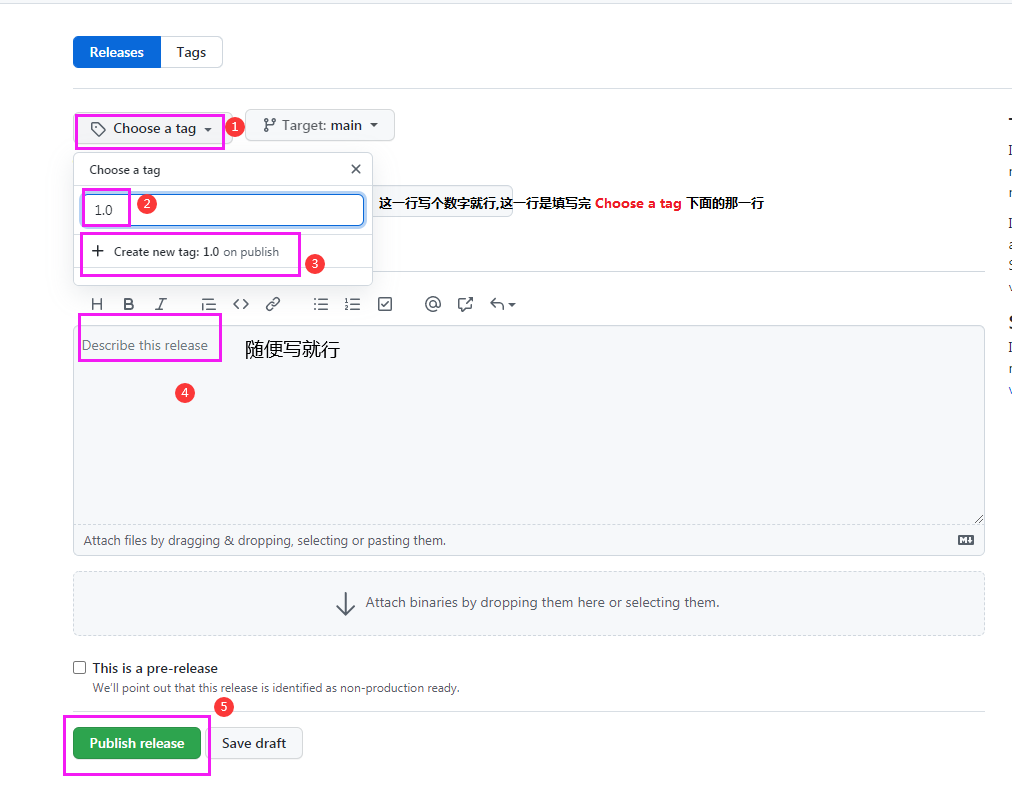 Releases Tags
Choose a tag 1 Target: main
Choose a tag
1.0 2 这一行写个数字就行,这一行是填写完 Choose a tag 下面的那一行
Create new tag: 1.0 on publish 3
H B I
Describe this release 随便写就行
4
Attach files by dragging & dropping, selecting or pasting them.
Attach binaries by dropping them here or selecting them.
This is a pre-release
We'll point out that this release is identified as non-production ready.
5
Publish release Save draft